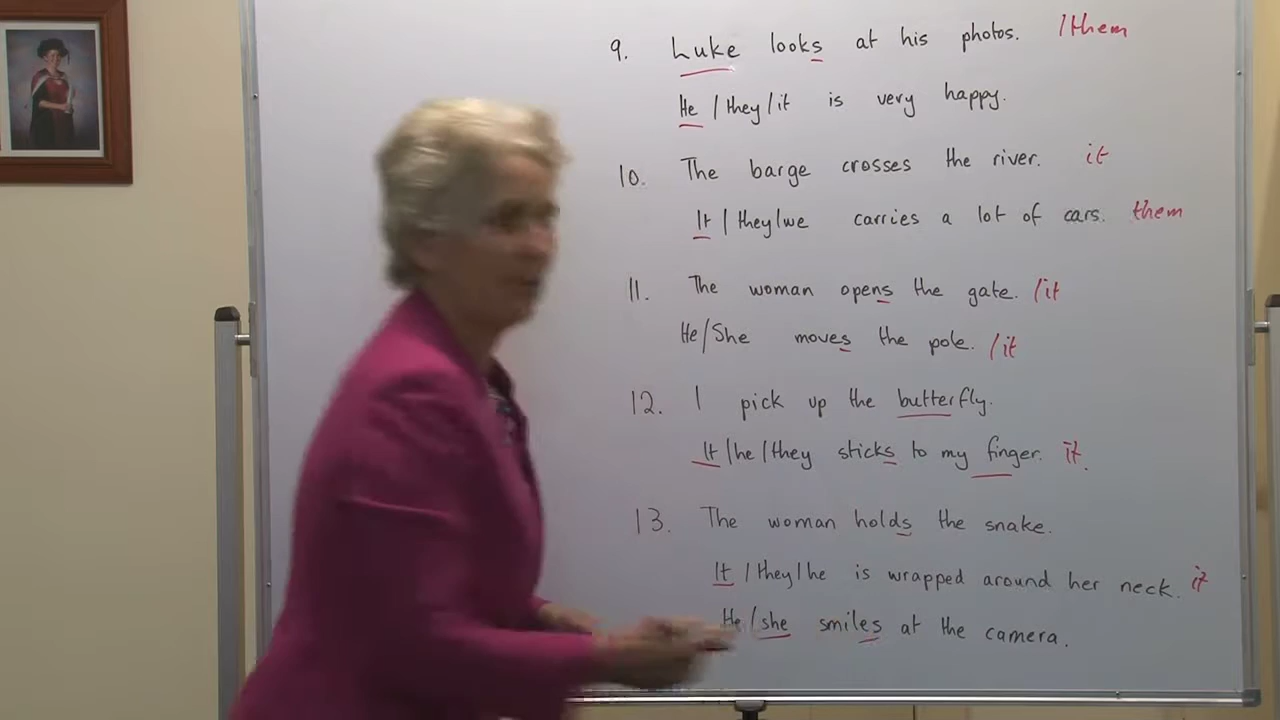 9. Luke looks at his photos. /them
He /they/it is very happy.
10. The barge crosses the river. it
It /they/we carries a lot of cars. them
11. The woman opens the gate. /it
He/She moves the pole. /it
12. I pick up the butterfly.
It /he /they sticks to my finger. it.
13. The woman holds the snake.
It /they/he is wrapped around her neck. it
He /she smiles at the camera.